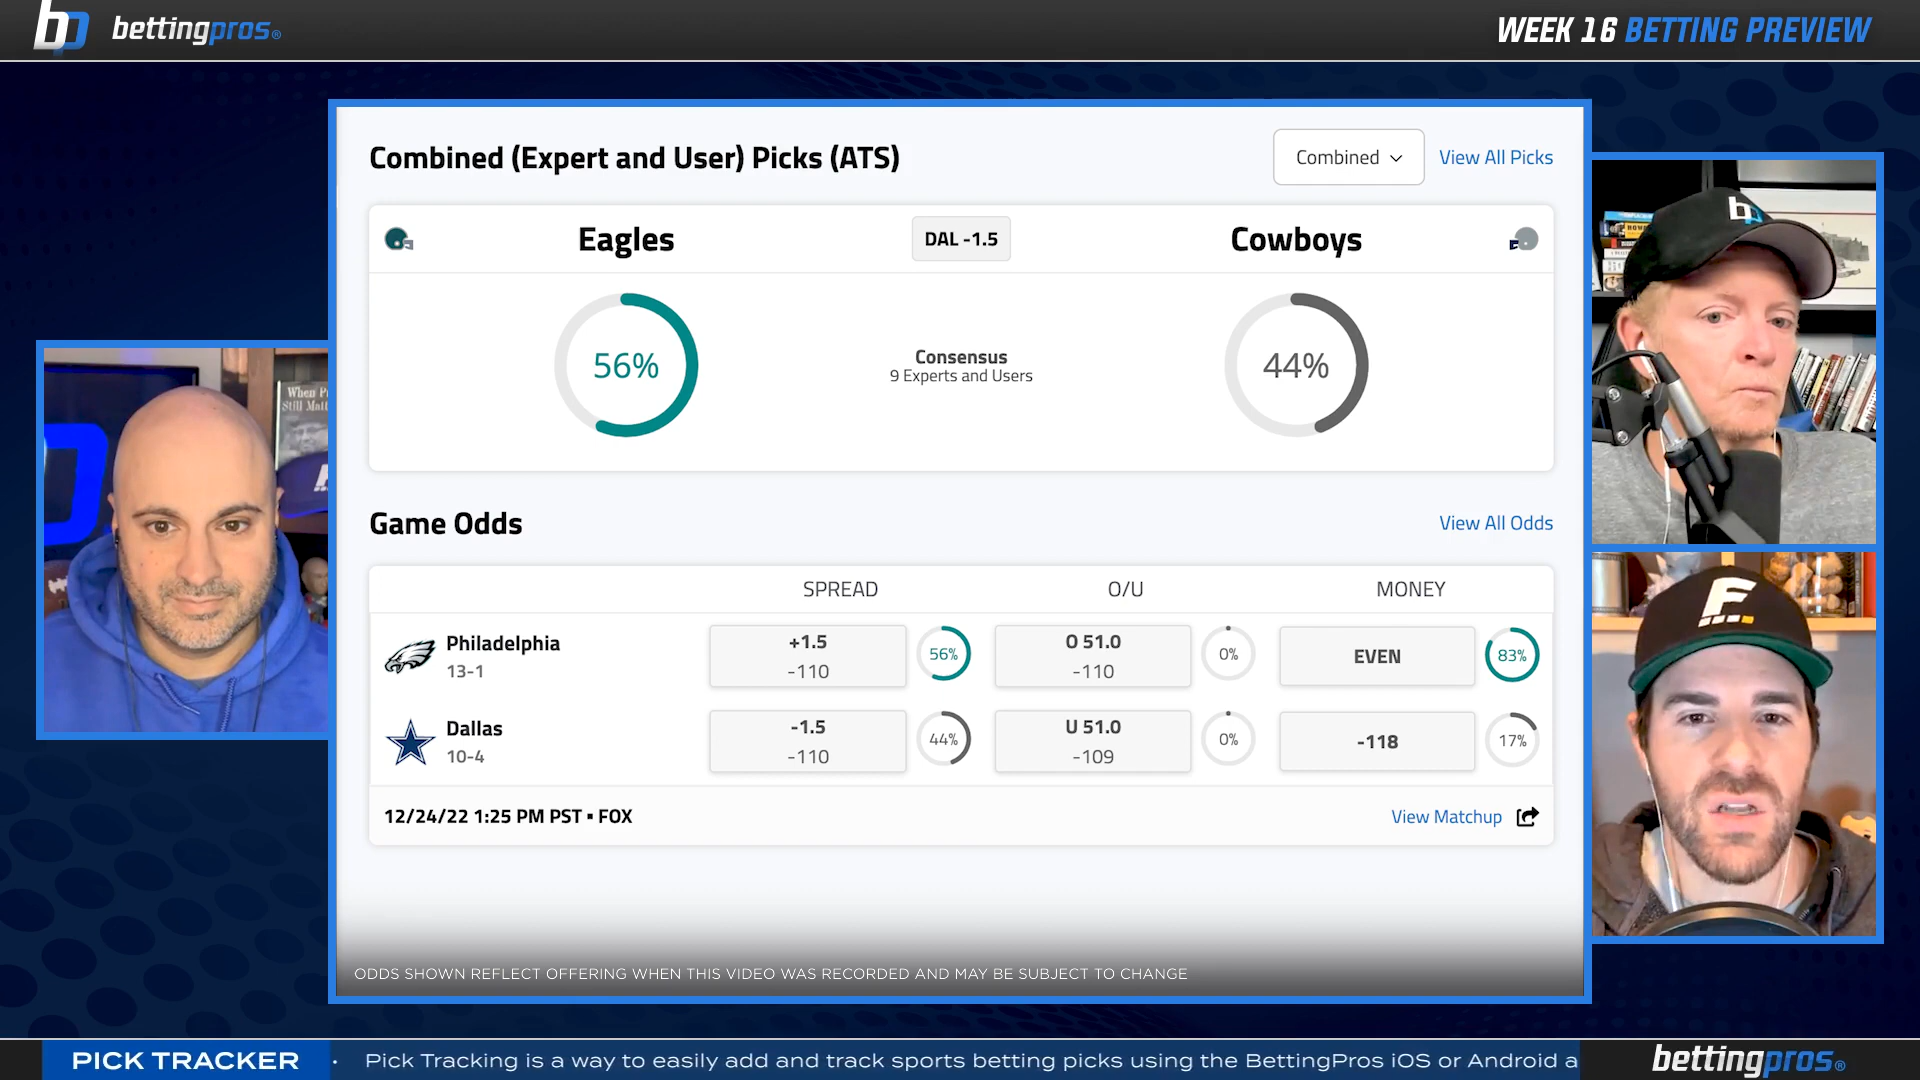 bp bettingpros®
WEEK 16 BETTING PREVIEW
Combined (Expert and User) Picks (ATS)
Combined
View All Picks
Eagles
DAL -1.5
Cowboys
56%
Consensus
9 Experts and Users
44%
When
Still
Game Odds
View All Odds
SPREAD
O/U
MONEY
Philadelphia
13-1
+1.5
-110
56%
O 51.0
-110
0%
EVEN
83%
Dallas
10-4
-1.5
-110
44%
U 51.0
-109
0%
-118
17%
12/24/22 1:25 PM PST ▪ FOX
View Matchup
ODDS SHOWN REFLECT OFFERING WHEN THIS VIDEO WAS RECORDED AND MAY BE SUBJECT TO CHANGE
bp
F
PICK TRACKER
• Pick Tracking is a way to easily add and track sports betting picks using the BettingPros iOS or Android a
bettingpros®